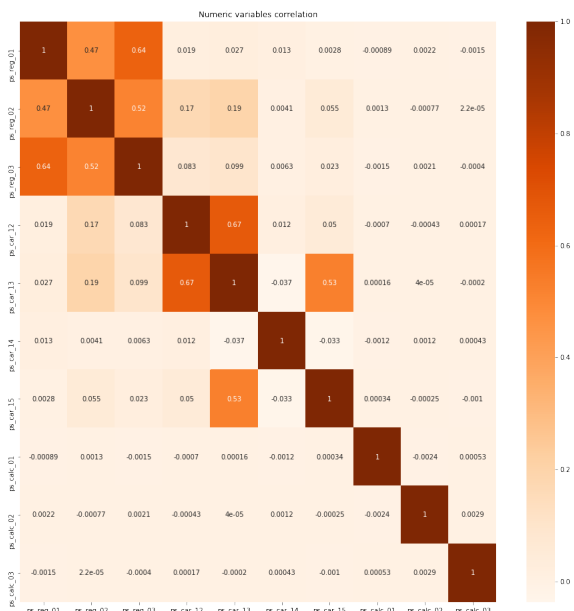 Numeric variables correlation
ps_reg_01 1 0.47 0.64 0.019 0.027 0.013 0.0028 -0.00089 0.0022 -0.0015
ps_reg_02 0.47 1 0.52 0.17 0.19 0.0041 0.055 0.0013 -0.00077 2.2e-05
ps_reg_03 0.64 0.52 1 0.083 0.099 0.0063 0.023 -0.0015 0.0021 -0.0004
ps_car_12 0.019 0.17 0.083 1 0.67 0.012 0.05 -0.0007 -0.00043 0.00017
ps_car_13 0.027 0.19 0.099 0.67 1 -0.037 0.53 0.00016 4e-05 -0.0002
ps_car_14 0.013 0.0041 0.0063 0.012 -0.037 1 -0.033 -0.0012 0.0012 0.00043
ps_car_15 0.0028 0.055 0.023 0.05 0.53 -0.033 1 0.00034 -0.00025 -0.001
ps_calc_01 -0.00089 0.0013 -0.0015 -0.0007 0.00016 -0.0012 0.00034 1 -0.0024 0.00053
ps_calc_02 0.0022 -0.00077 0.0021 -0.00043 4e-05 0.0012 -0.00025 -0.0024 1 0.0029
ps_calc_03 -0.0015 2.2e-05 -0.0004 0.00017 -0.0002 0.00043 -0.001 0.00053 0.0029 1
ps_reg_01 ps_reg_02 ps_reg_03 ps_car_12 ps_car_13 ps_car_14 ps_car_15 ps_calc_01 ps_calc_02 ps_calc_03
1.0
0.8
0.6
0.4
0.2
0.0